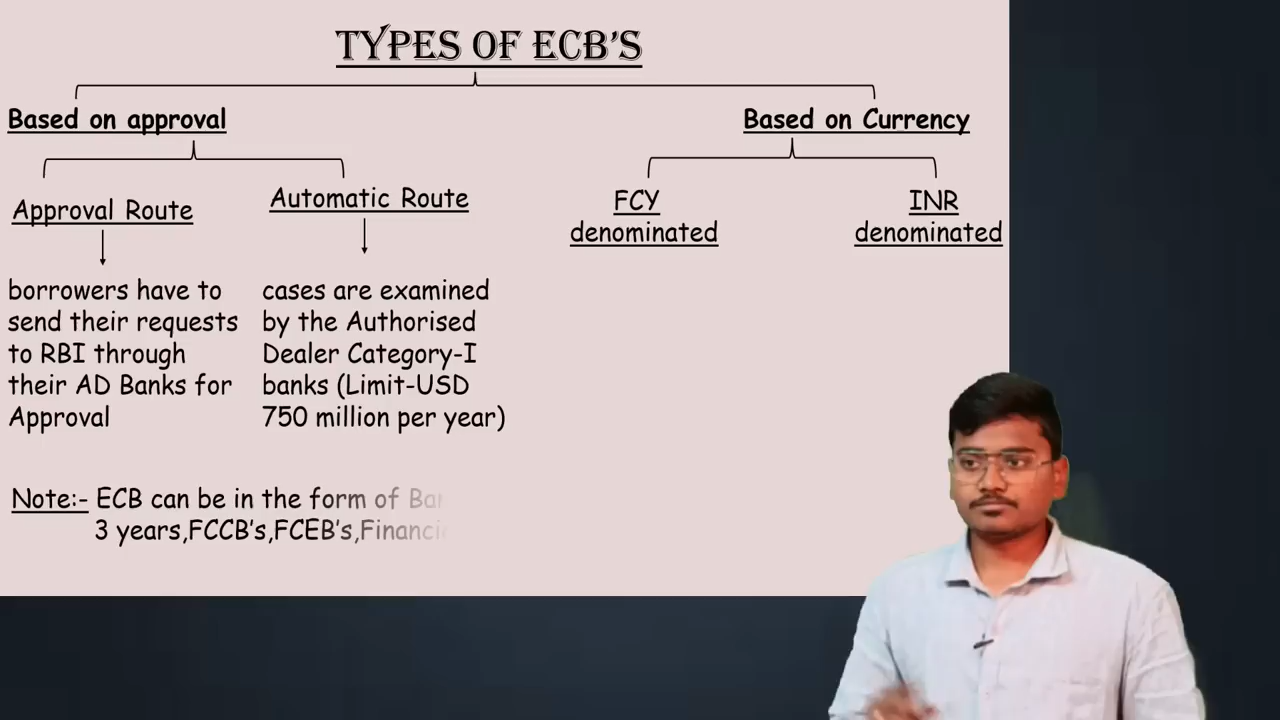 TYPES OF ECB'S
Based on approval
Based on Currency
Approval Route
Automatic Route
FCY
denominated
INR
denominated
borrowers have to
send their requests
to RBI through
their AD Banks for
Approval
cases are examined
by the Authorised
Dealer Category-I
banks (Limit-USD
750 million per year)
Note:- ECB can be in the form of
3 years,FCCB's,FCEB's,